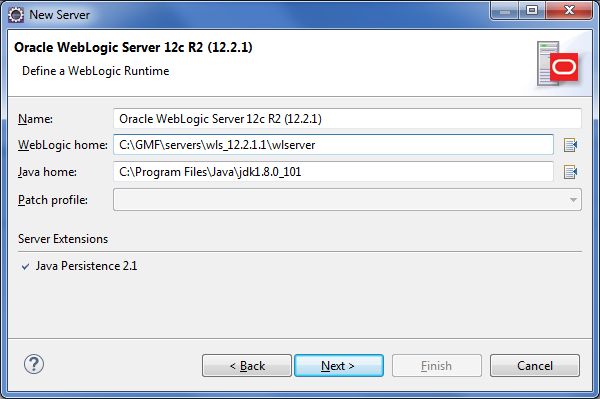 New Server
Oracle WebLogic Server 12c R2 (12.2.1)
Define a WebLogic Runtime
Name: Oracle WebLogic Server 12c R2 (12.2.1)
WebLogic home: C:\GMF\servers\wls_12.2.1.1\wlserver
Java home: C:\Program Files\Java\jdk1.8.0_101
Patch profile:
Server Extensions
Java Persistence 2.1
? < Back Next > Finish Cancel